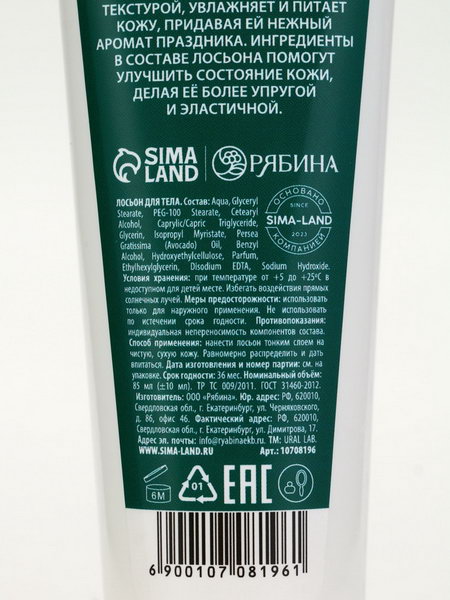 ТЕКСТУРОЙ, УВЛАЖНЯЕТ И ПИТАЕТ
КОЖУ, ПРИДАВАЯ ЕЙ НЕЖНЫЙ
АРОМАТ ПРАЗДНИКА. ИНГРЕДИЕНТЫ
В СОСТАВЕ ЛОСЬОНА ПОМОГУТ
УЛУЧШИТЬ СОСТОЯНИЕ КОЖИ,
ДЕЛАЯ ЕЁ БОЛЕЕ УПРУГОЙ
И ЭЛАСТИЧНОЙ.
SIMA LAND
РЯБИНА
ОСНОВАНО
SINCE
SIMA-LAND
2023
КОМПАНИЕЙ
ЛОСЬОН ДЛЯ ТЕЛА. Состав: Aqua, Glyceryl
Stearate, PEG-100 Stearate, Cetearyl
Alcohol, Caprylic/Capric Triglyceride,
Glycerin, Isopropyl Myristate, Persea
Gratissima (Avocado) Oil, Benzyl
Alcohol, Hydroxyethylcellulose, Parfum,
Ethylhexylglycerin, Disodium EDTA, Sodium Hydroxide.
Условия хранения: при температуре от +5 до +25°С в
недоступном для детей месте. Избегать воздействия прямых
солнечных лучей. Меры предосторожности: использовать
только для наружного применения. Не использовать
по истечении срока годности. Противопоказания:
индивидуальная непереносимость компонентов состава.
Способ применения: нанести лосьон тонким слоем на
чистую, сухую кожу. Равномерно распределить и дать
впитаться. Дата изготовления и номер партии: см. на
упаковке. Срок годности: 36 мес. Номинальный объём:
85 мл (±10 мл). ТР ТС 009/2011. ГОСТ 31460-2012.
Изготовитель: ООО «Рябина». Юр. адрес: РФ, 620010,
Свердловская обл., г. Екатеринбург, ул. Черняховского,
д. 86, офис 46. Фактический адрес: РФ, 620010,
Свердловская обл., г. Екатеринбург, ул. Димитрова, 17.
Адрес эл. почты: info@ryabinaekb.ru. ТМ: URAL LAB.
WWW.SIMA-LAND.RU Арт.: 10708196
6M
01
EAC
6 900107 081961